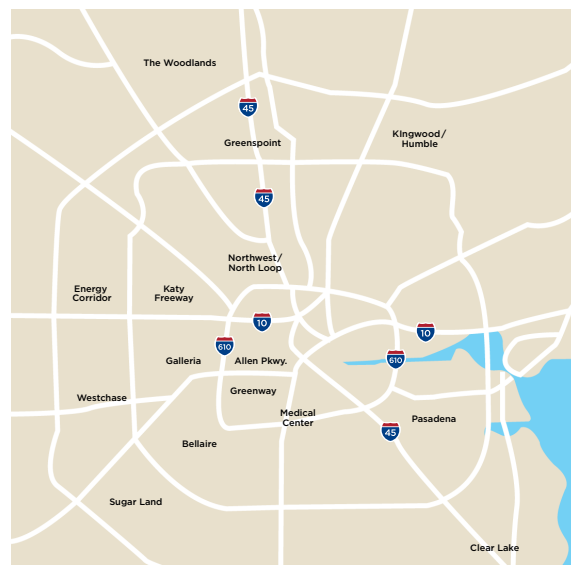 The Woodlands
45
KIngwood/
Humble
Greenspoint
45
Northwest/
North Loop
Energy
Corridor
Katy
Freeway
10
10
610
610
Galleria
Allen Pkwy.
Greenway
Westchase
Medical
Center
Pasadena
45
Bellaire
Sugar Land
Clear Lake